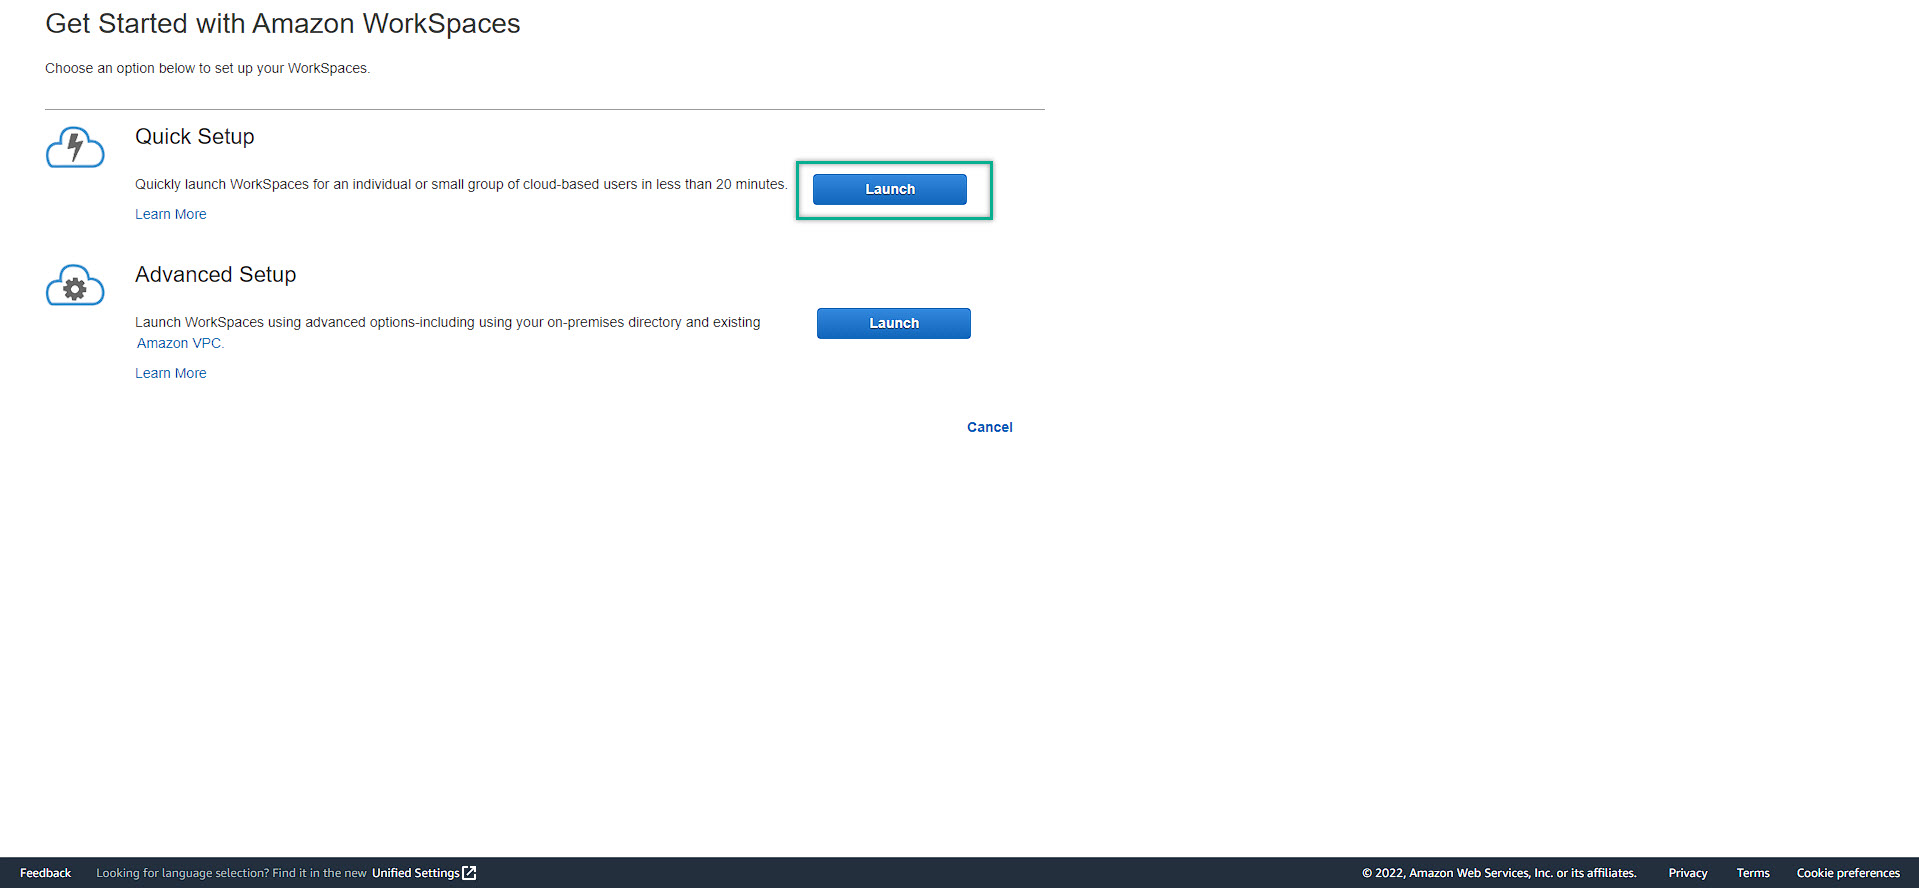 Get Started with Amazon WorkSpaces
Choose an option below to set up your WorkSpaces.
Quick Setup
Quickly launch WorkSpaces for an individual or small group of cloud-based users in less than 20 minutes.
Launch
Learn More
Advanced Setup
Launch WorkSpaces using advanced options-including using your on-premises directory and existing
Amazon VPC.
Launch
Learn More
Cancel
Feedback Looking for language selection? Find it in the new Unified Settings © 2022, Amazon Web Services, Inc. or its affiliates. Privacy Terms Cookie preferences